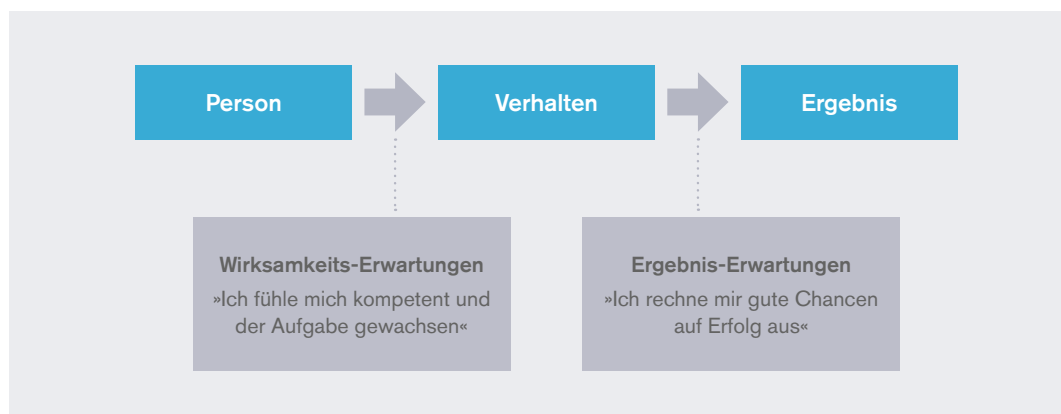 Person
Verhalten
Ergebnis
Wirksamkeits-Erwartungen
»Ich fühle mich kompetent und
der Aufgabe gewachsen«
Ergebnis-Erwartungen
»Ich rechne mir gute Chancen
auf Erfolg aus«